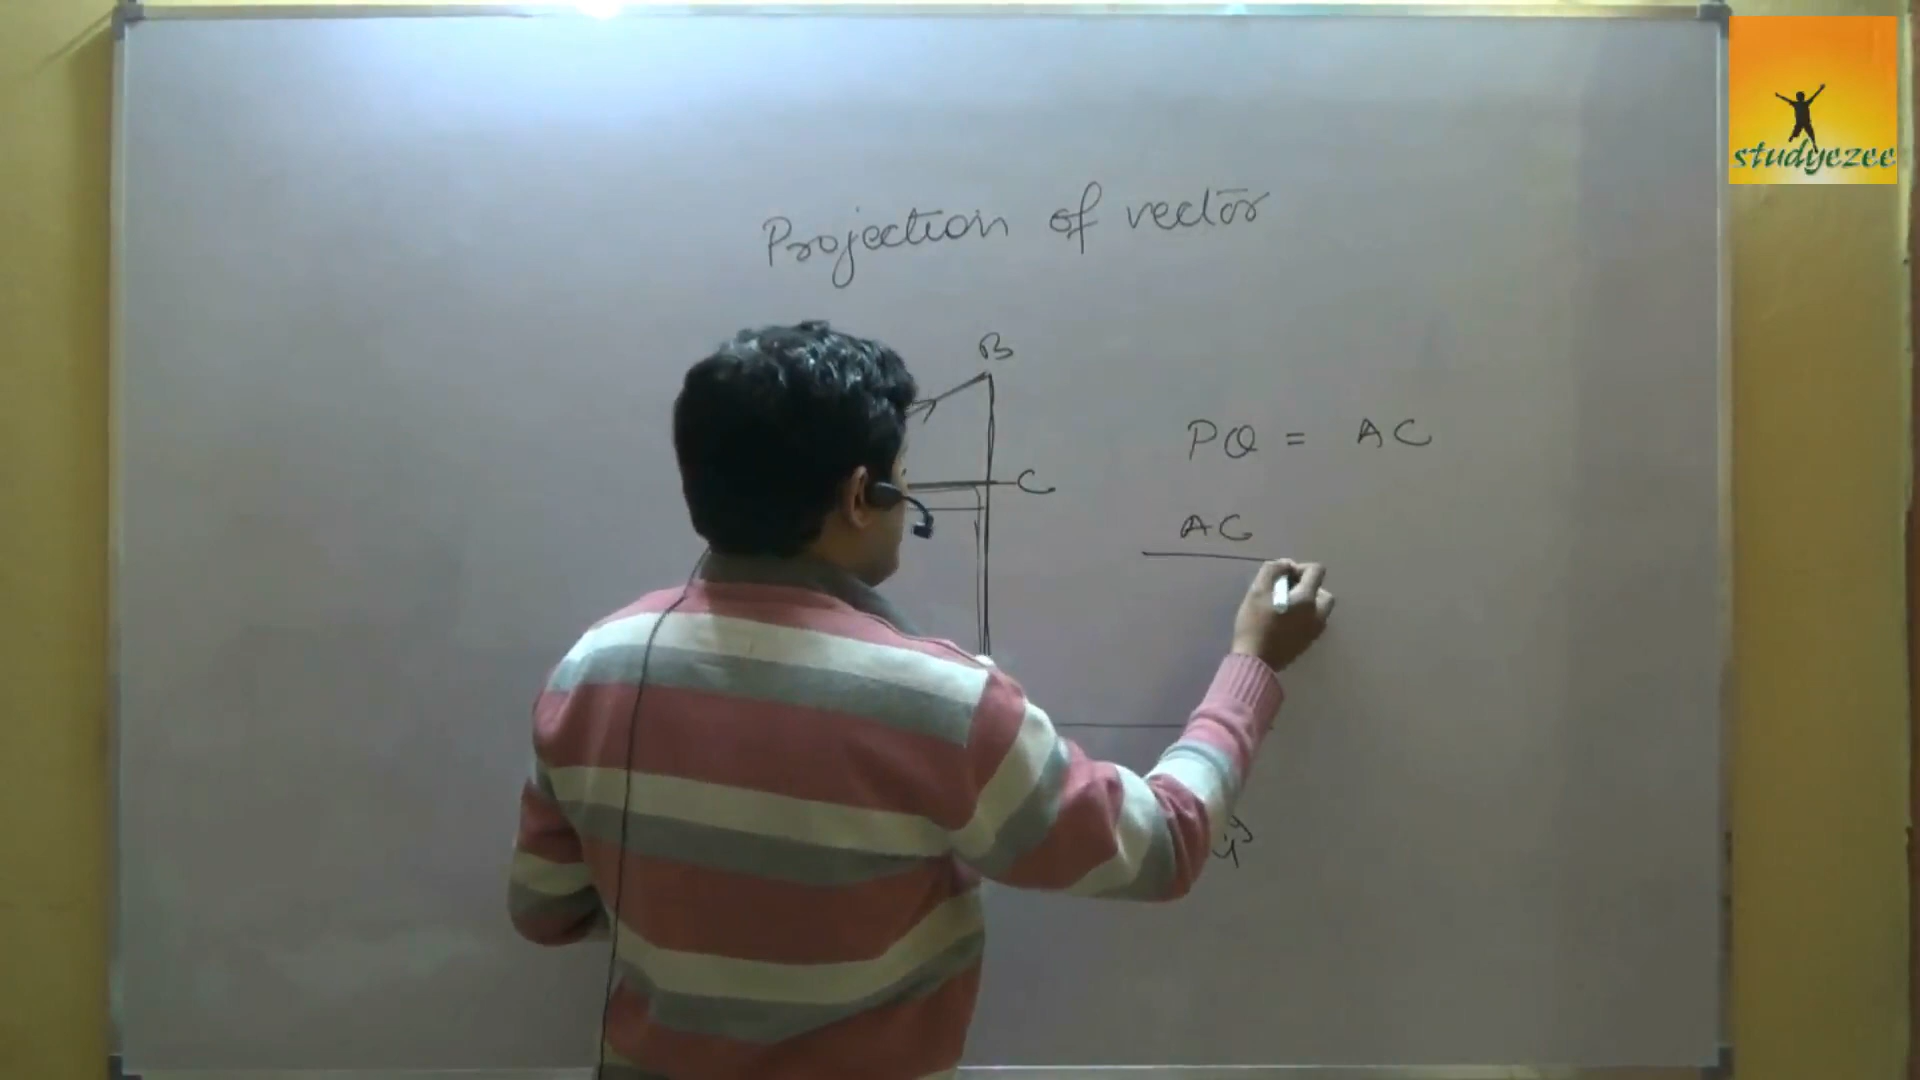 studyezee
Projection of vector
B
PQ = AC
C
AC